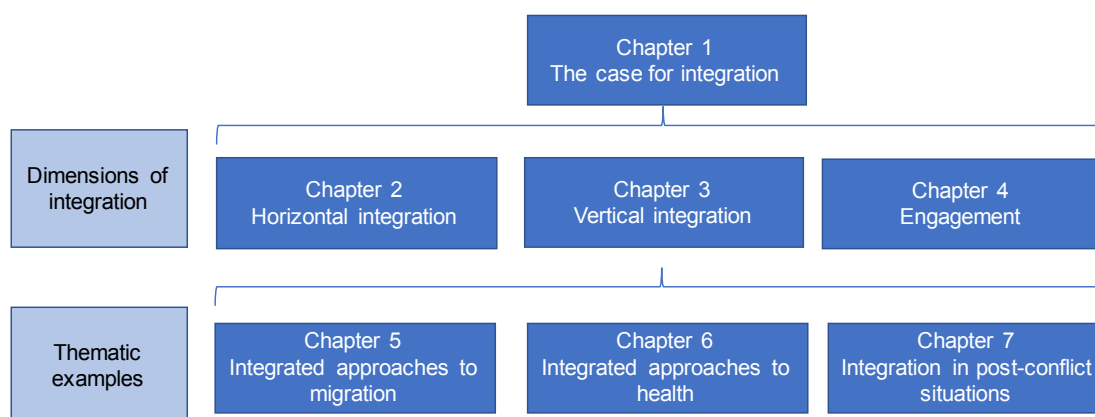 Chapter 1
The case for integration
Dimensions of
integration
Chapter 2
Horizontal integration
Chapter 3
Vertical integration
Chapter 4
Engagement
Thematic
examples
Chapter 5
Integrated approaches to
migration
Chapter 6
Integrated approaches to
health
Chapter 7
Integration in post-conflict
situations